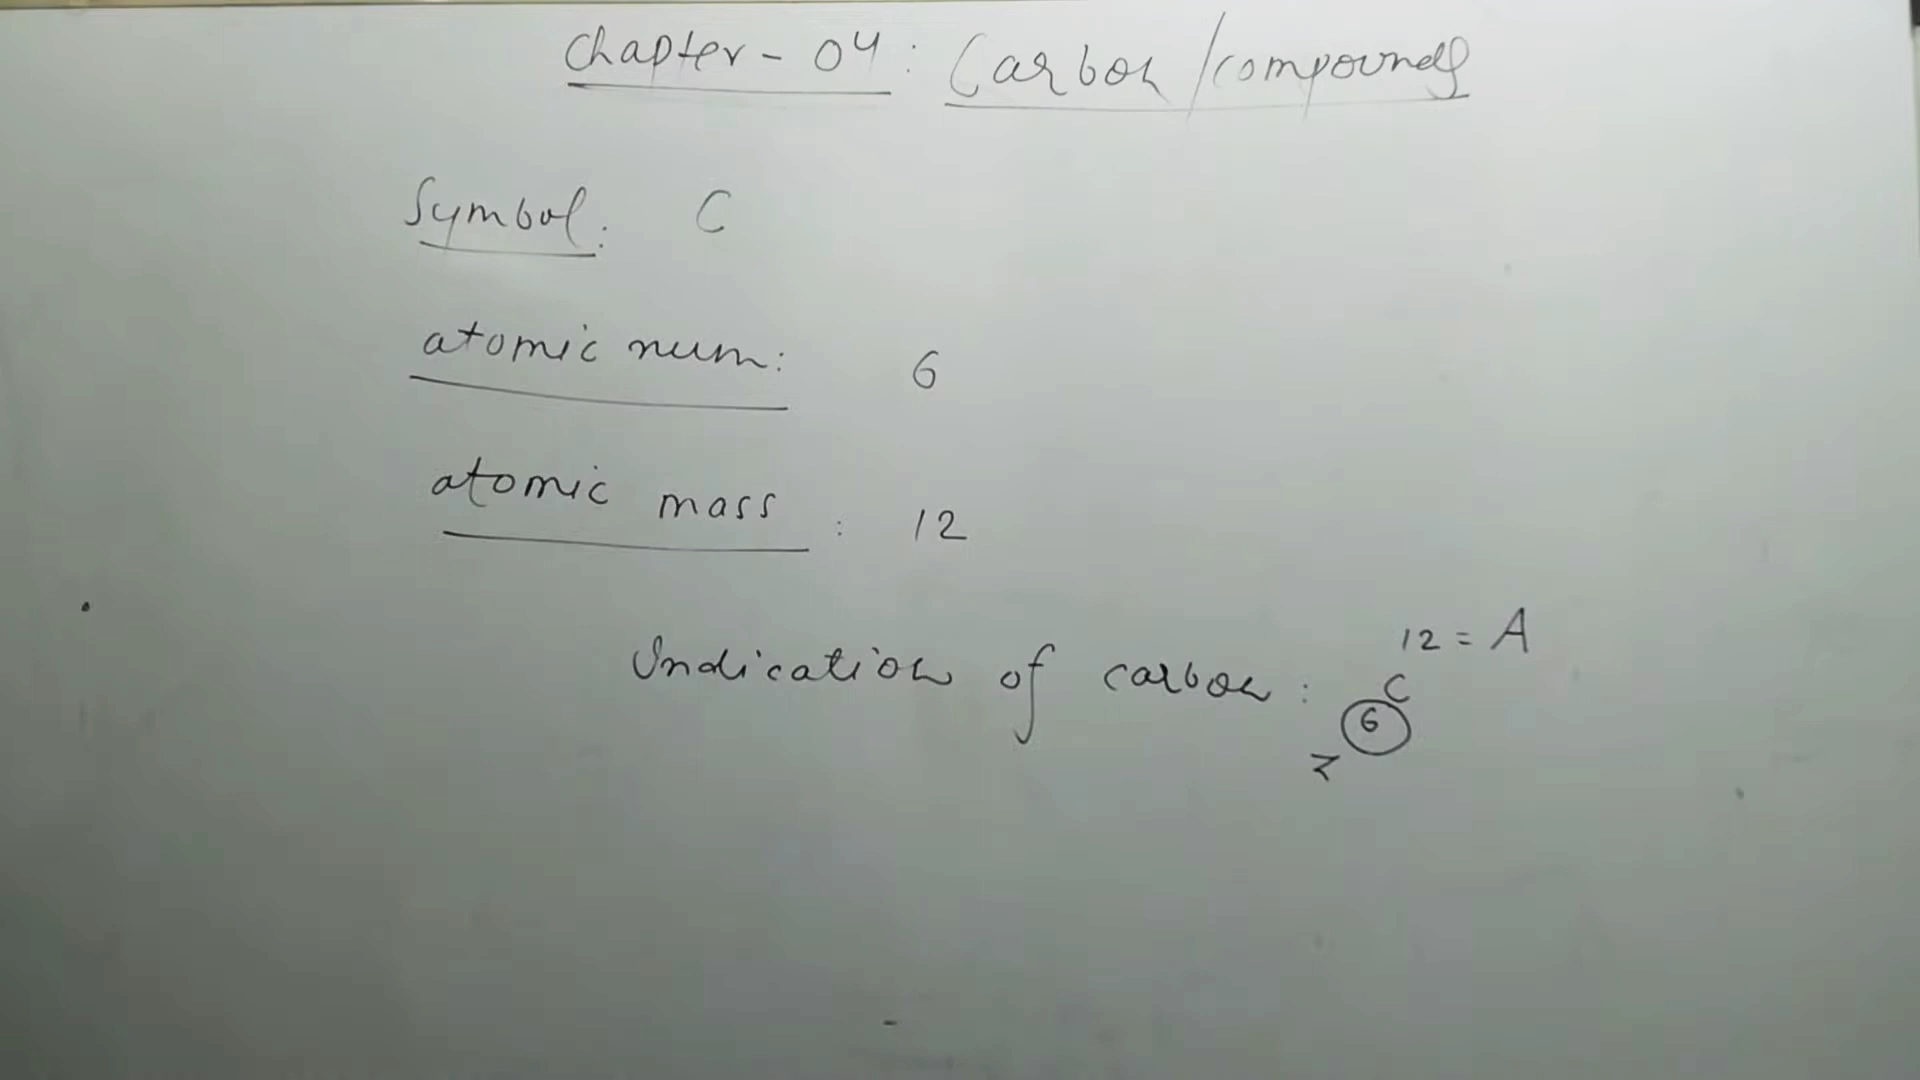 Chapter - 04 : Carbon / compounds
Symbol : C
atomic num : 6
atomic mass : 12
Indication of carbon :
12 = A
C
6
Z